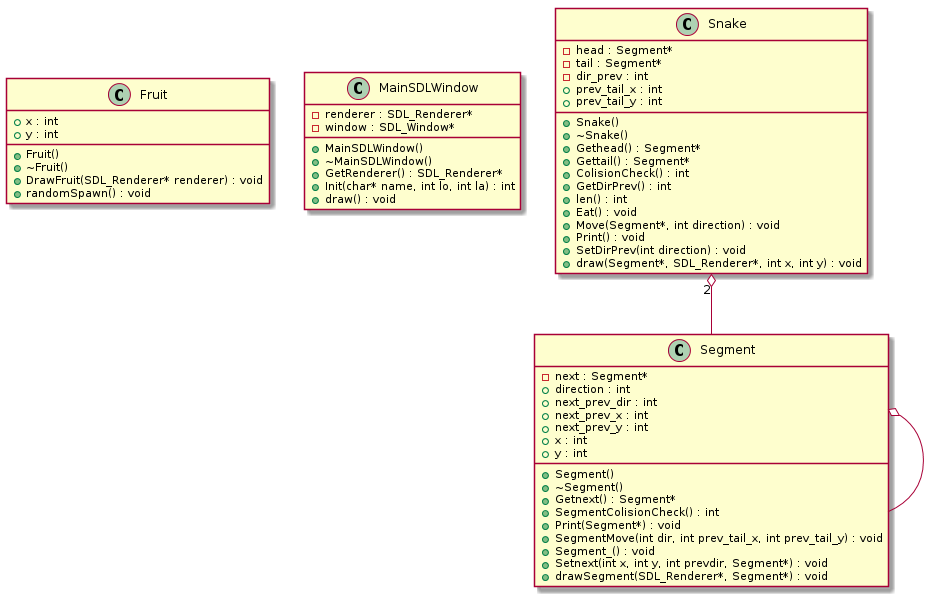 C Fruit
x : int
y : int
Fruit()
~Fruit()
DrawFruit(SDL_Renderer* renderer) : void
randomSpawn() : void
C MainSDLWindow
renderer : SDL_Renderer*
window : SDL_Window*
MainSDLWindow()
~MainSDLWindow()
GetRenderer() : SDL_Renderer*
Init(char* name, int lo, int la) : int
draw() : void
C Snake
head : Segment*
tail : Segment*
dir_prev : int
prev_tail_x : int
prev_tail_y : int
Snake()
~Snake()
Gethead() : Segment*
Gettail() : Segment*
ColisionCheck() : int
GetDirPrev() : int
len() : int
Eat() : void
Move(Segment*, int direction) : void
Print() : void
SetDirPrev(int direction) : void
draw(Segment*, SDL_Renderer*, int x, int y) : void
2
C Segment
next : Segment*
direction : int
next_prev_dir : int
next_prev_x : int
next_prev_y : int
x : int
y : int
Segment()
~Segment()
Getnext() : Segment*
SegmentColisionCheck() : int
Print(Segment*) : void
SegmentMove(int dir, int prev_tail_x, int prev_tail_y) : void
Segment_() : void
Setnext(int x, int y, int prevdir, Segment*) : void
drawSegment(SDL_Renderer*, Segment*) : void